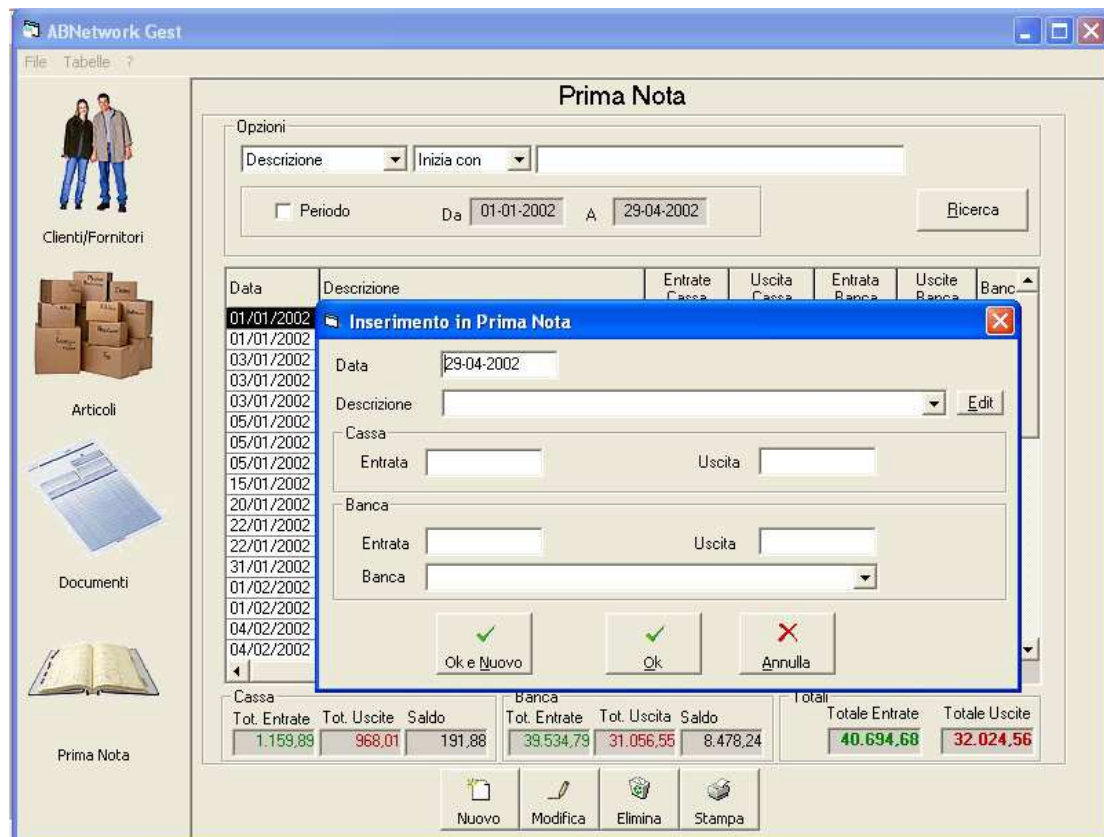 ABNetwork Gest
File Tabelle ?
Prima Nota
Opzioni
Descrizione Inizia con
Periodo Da 01-01-2002 A 29-04-2002 Ricerca
Clienti/Fornitori
Articoli
Documenti
Prima Nota
Data Descrizione Entrate Cassa Uscita Cassa Entrata Banca Uscite Banca Banc
01/01/2002
01/01/2002
03/01/2002
03/01/2002
03/01/2002
05/01/2002
05/01/2002
05/01/2002
15/01/2002
20/01/2002
22/01/2002
22/01/2002
31/01/2002
01/02/2002
01/02/2002
04/02/2002
04/02/2002
Inserimento in Prima Nota
Data 29-04-2002
Descrizione Edit
Cassa
Entrata Uscita
Banca
Entrata Uscita
Banca
Ok e Nuovo Ok Annulla
Cassa Banca Totali
Tot. Entrate Tot. Uscite Saldo Tot. Entrate Tot. Uscita Saldo Totale Entrate Totale Uscite
1.159,89 968,01 191,88 39.534,79 31.056,55 8.478,24 40.694,68 32.024,56
Nuovo Modifica Elimina Stampa